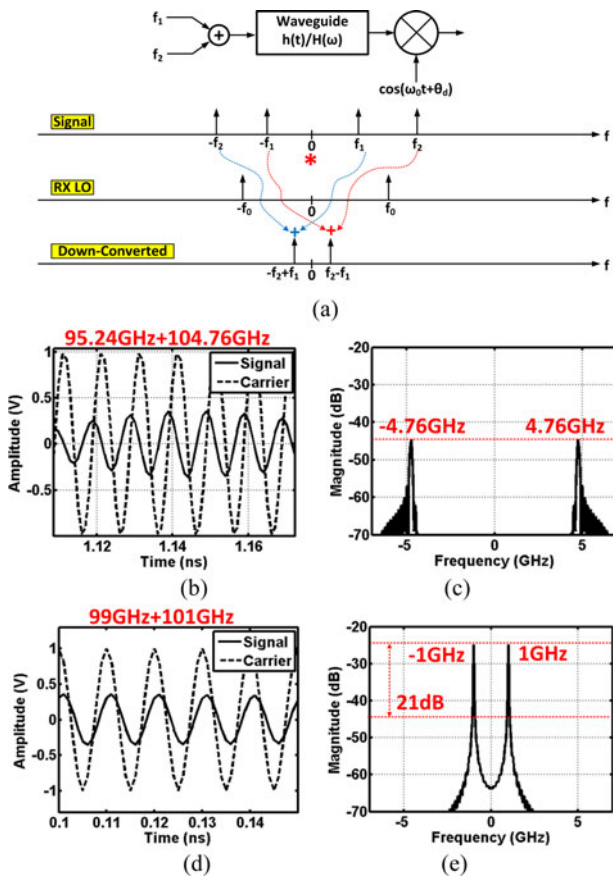 f₁
f₂
+
Waveguide
h(t)/H(ω)
cos(ω₀t+θd)
Signal
-f₂ -f₁ 0 f₁ f₂ f
*
RX LO
-f₀ 0 f₀ f
+ +
Down-Converted
-f₂+f₁ 0 f₂-f₁ f
(a)
95.24GHz+104.76GHz
Signal
Carrier
Amplitude (V)
1
0.5
0
-0.5
1.12 1.13 1.14 1.15 1.16
Time (ns)
(b)
-20
-30
-40
-50
-60
-70
Magnitude (dB)
-4.76GHz 4.76GHz
-5 0 5
Frequency (GHz)
(c)
99GHz+101GHz
Signal
Carrier
Amplitude (V)
1
0.5
0
-0.5
-1
0.1 0.11 0.12 0.13 0.14
Time (ns)
(d)
-20
-30
-40
-50
-60
-70
Magnitude (dB)
-1GHz 1GHz
21dB
-5 0 5
Frequency (GHz)
(e)